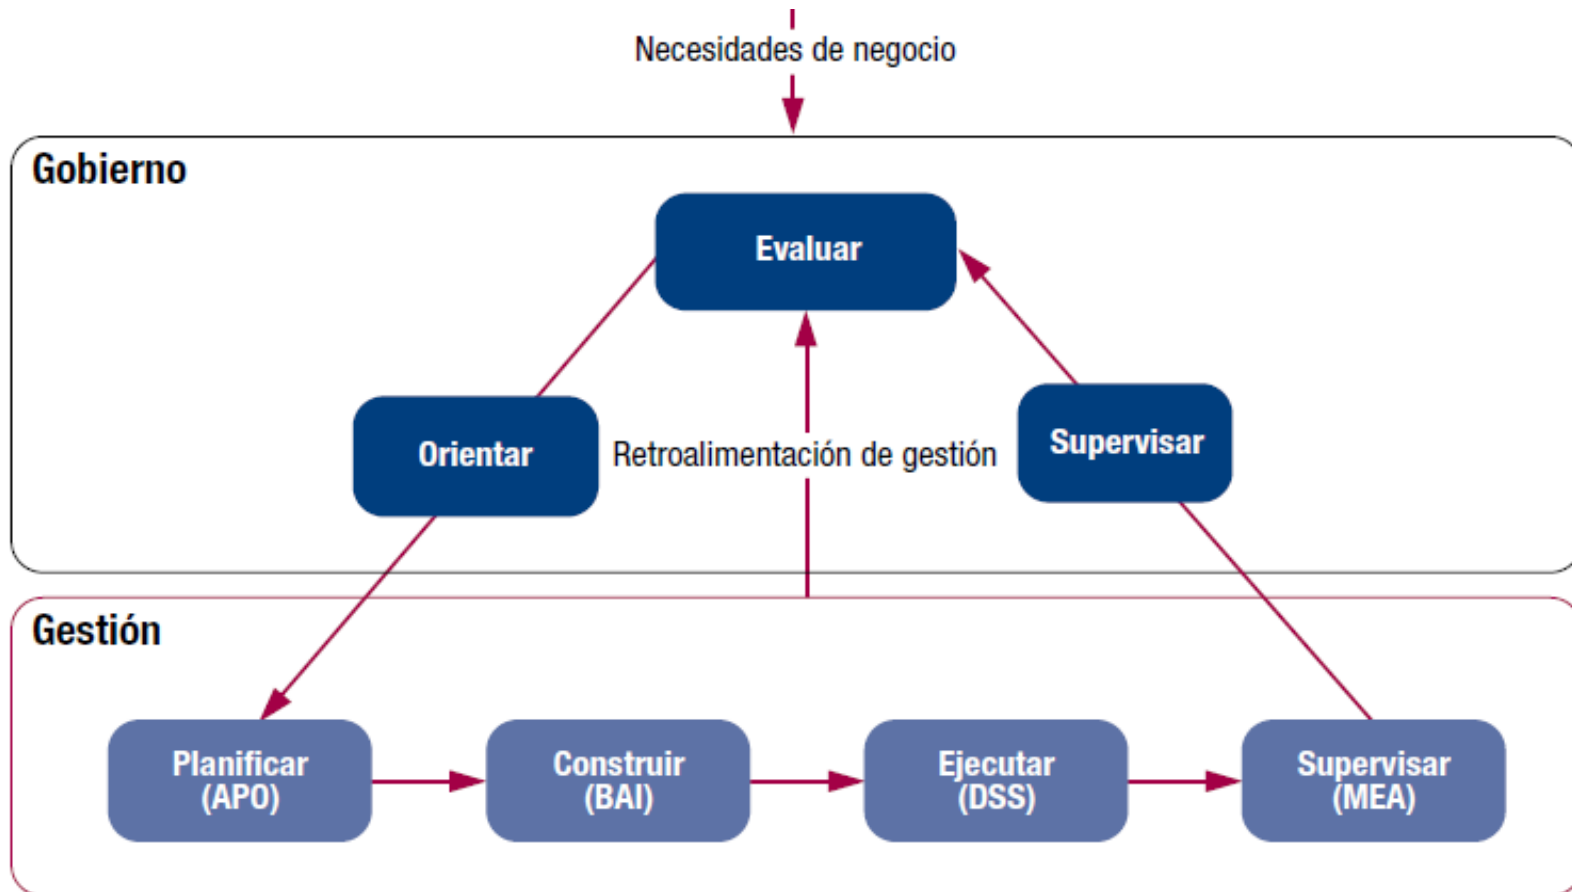 Necesidades de negocio
Gobierno
Evaluar
Orientar
Retroalimentación de gestión
Supervisar
Gestión
Planificar
(APO)
Construir
(BAI)
Ejecutar
(DSS)
Supervisar
(MEA)